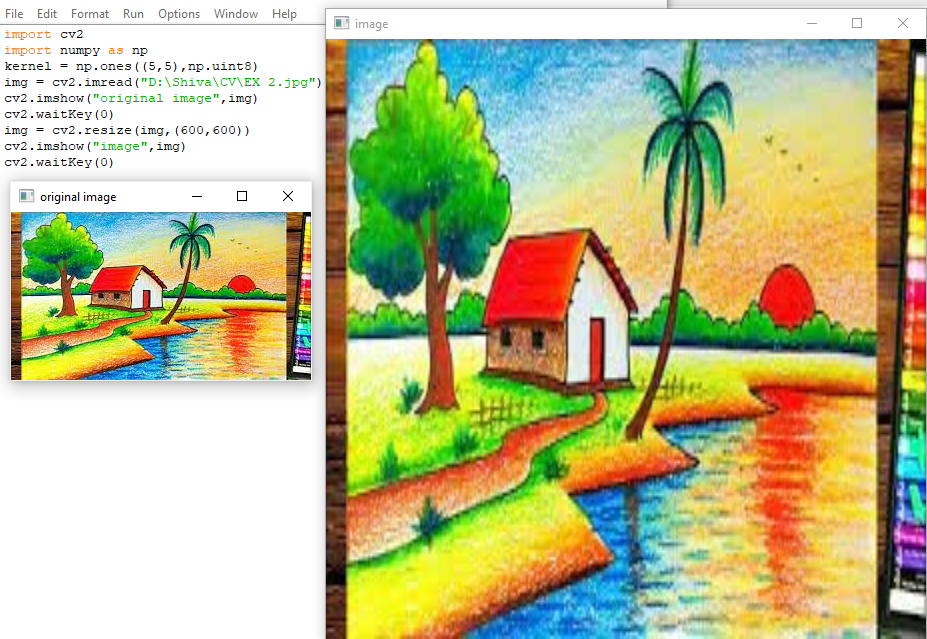 File Edit Format Run Options Window Help
image
import cv2
import numpy as np
kernel = np.ones((5,5),np.uint8)
img = cv2.imread("D:\Shiva\CV\EX 2.jpg")
cv2.imshow("original image",img)
cv2.waitKey(0)
img = cv2.resize(img,(600,600))
cv2.imshow("image",img)
cv2.waitKey(0)
original image